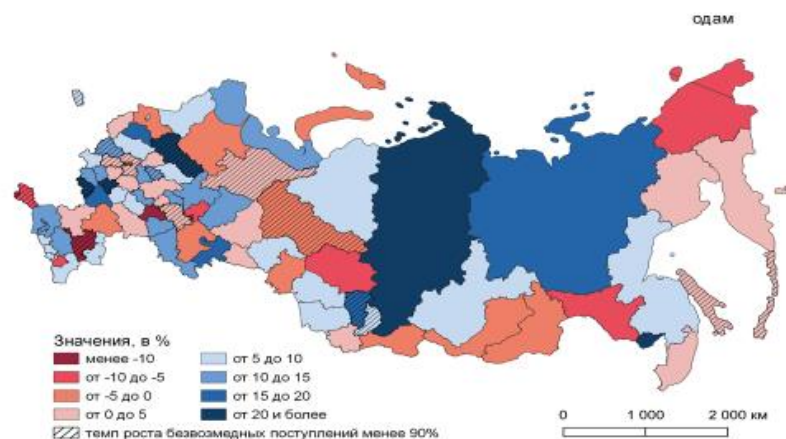 одам
Значения, в %
менее -10
от -10 до -5
от -5 до 0
от 0 до 5
от 5 до 10
от 10 до 15
от 15 до 20
от 20 и более
темп роста безвозмедных поступлений менее 90%
0 1 000 2 000 км